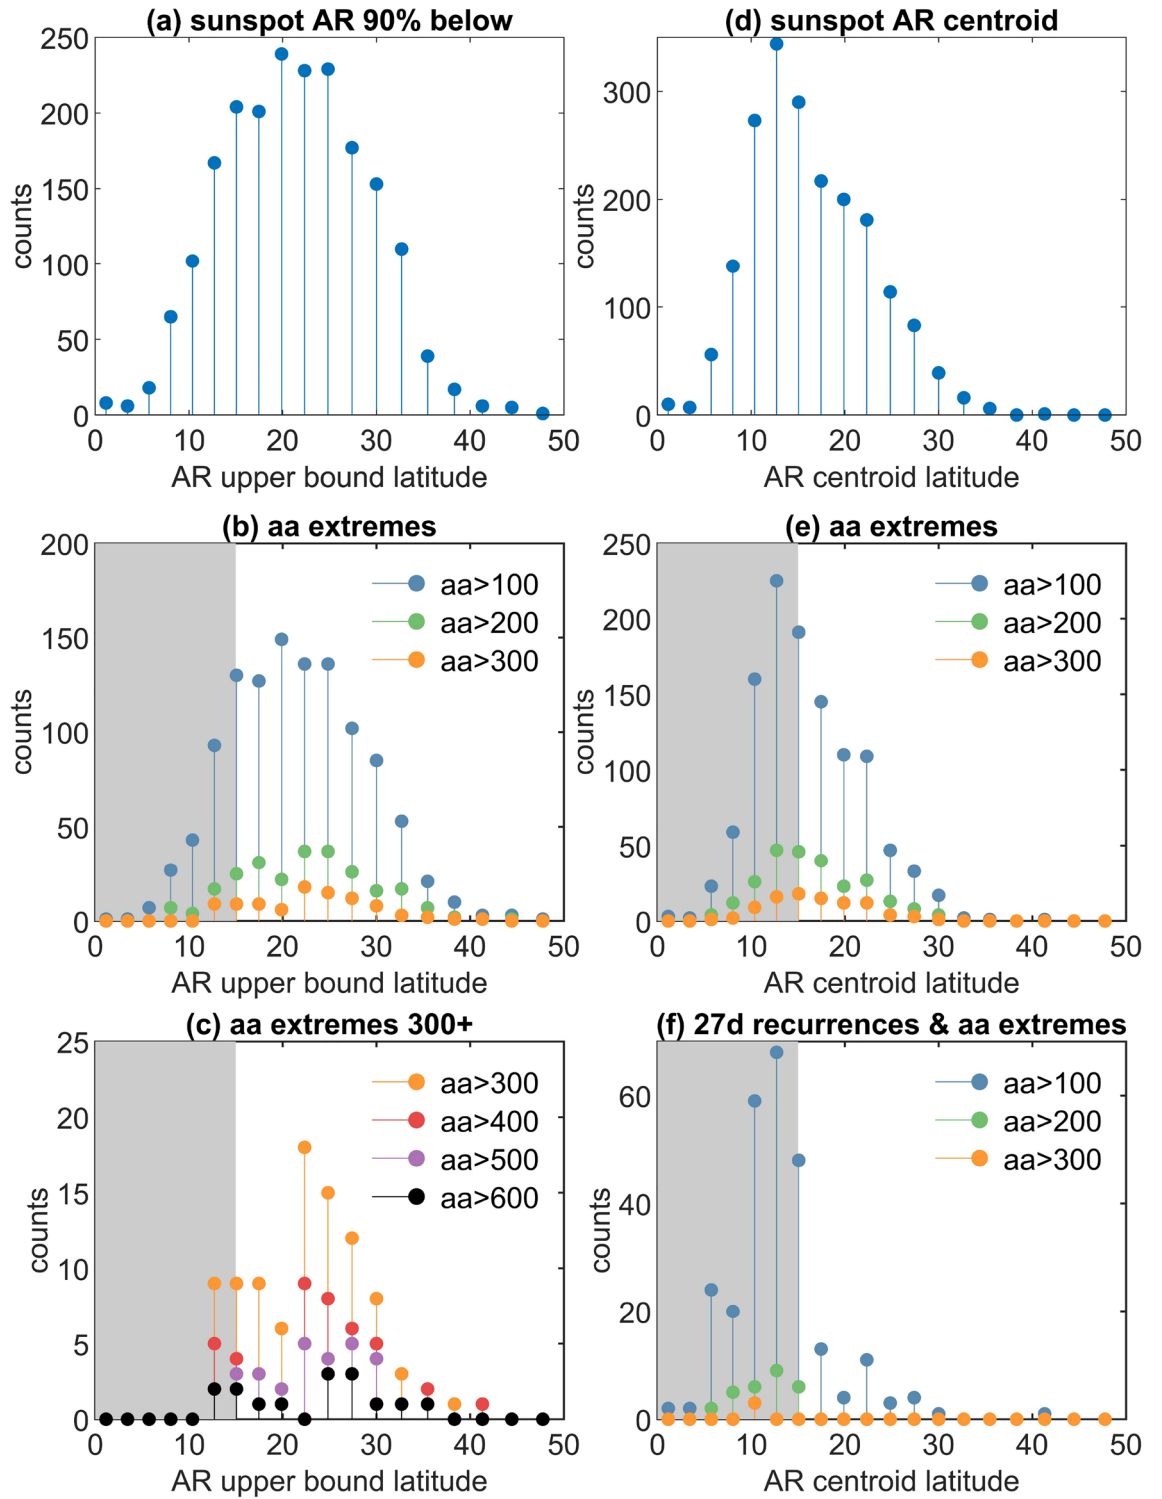 (a) sunspot AR 90% below
250
200
150
100
50
0
counts
0 10 20 30 40 50
AR upper bound latitude
(d) sunspot AR centroid
300
200
100
0
counts
0 10 20 30 40 50
AR centroid latitude
(b) aa extremes
200
150
100
50
0
counts
aa>100
aa>200
aa>300
0 10 20 30 40 50
AR upper bound latitude
(e) aa extremes
250
200
150
100
50
0
counts
aa>100
aa>200
aa>300
0 10 20 30 40 50
AR centroid latitude
(c) aa extremes 300+
25
20
15
10
5
0
counts
aa>300
aa>400
aa>500
aa>600
0 10 20 30 40 50
AR upper bound latitude
(f) 27d recurrences & aa extremes
60
40
20
0
counts
aa>100
aa>200
aa>300
0 10 20 30 40 50
AR centroid latitude